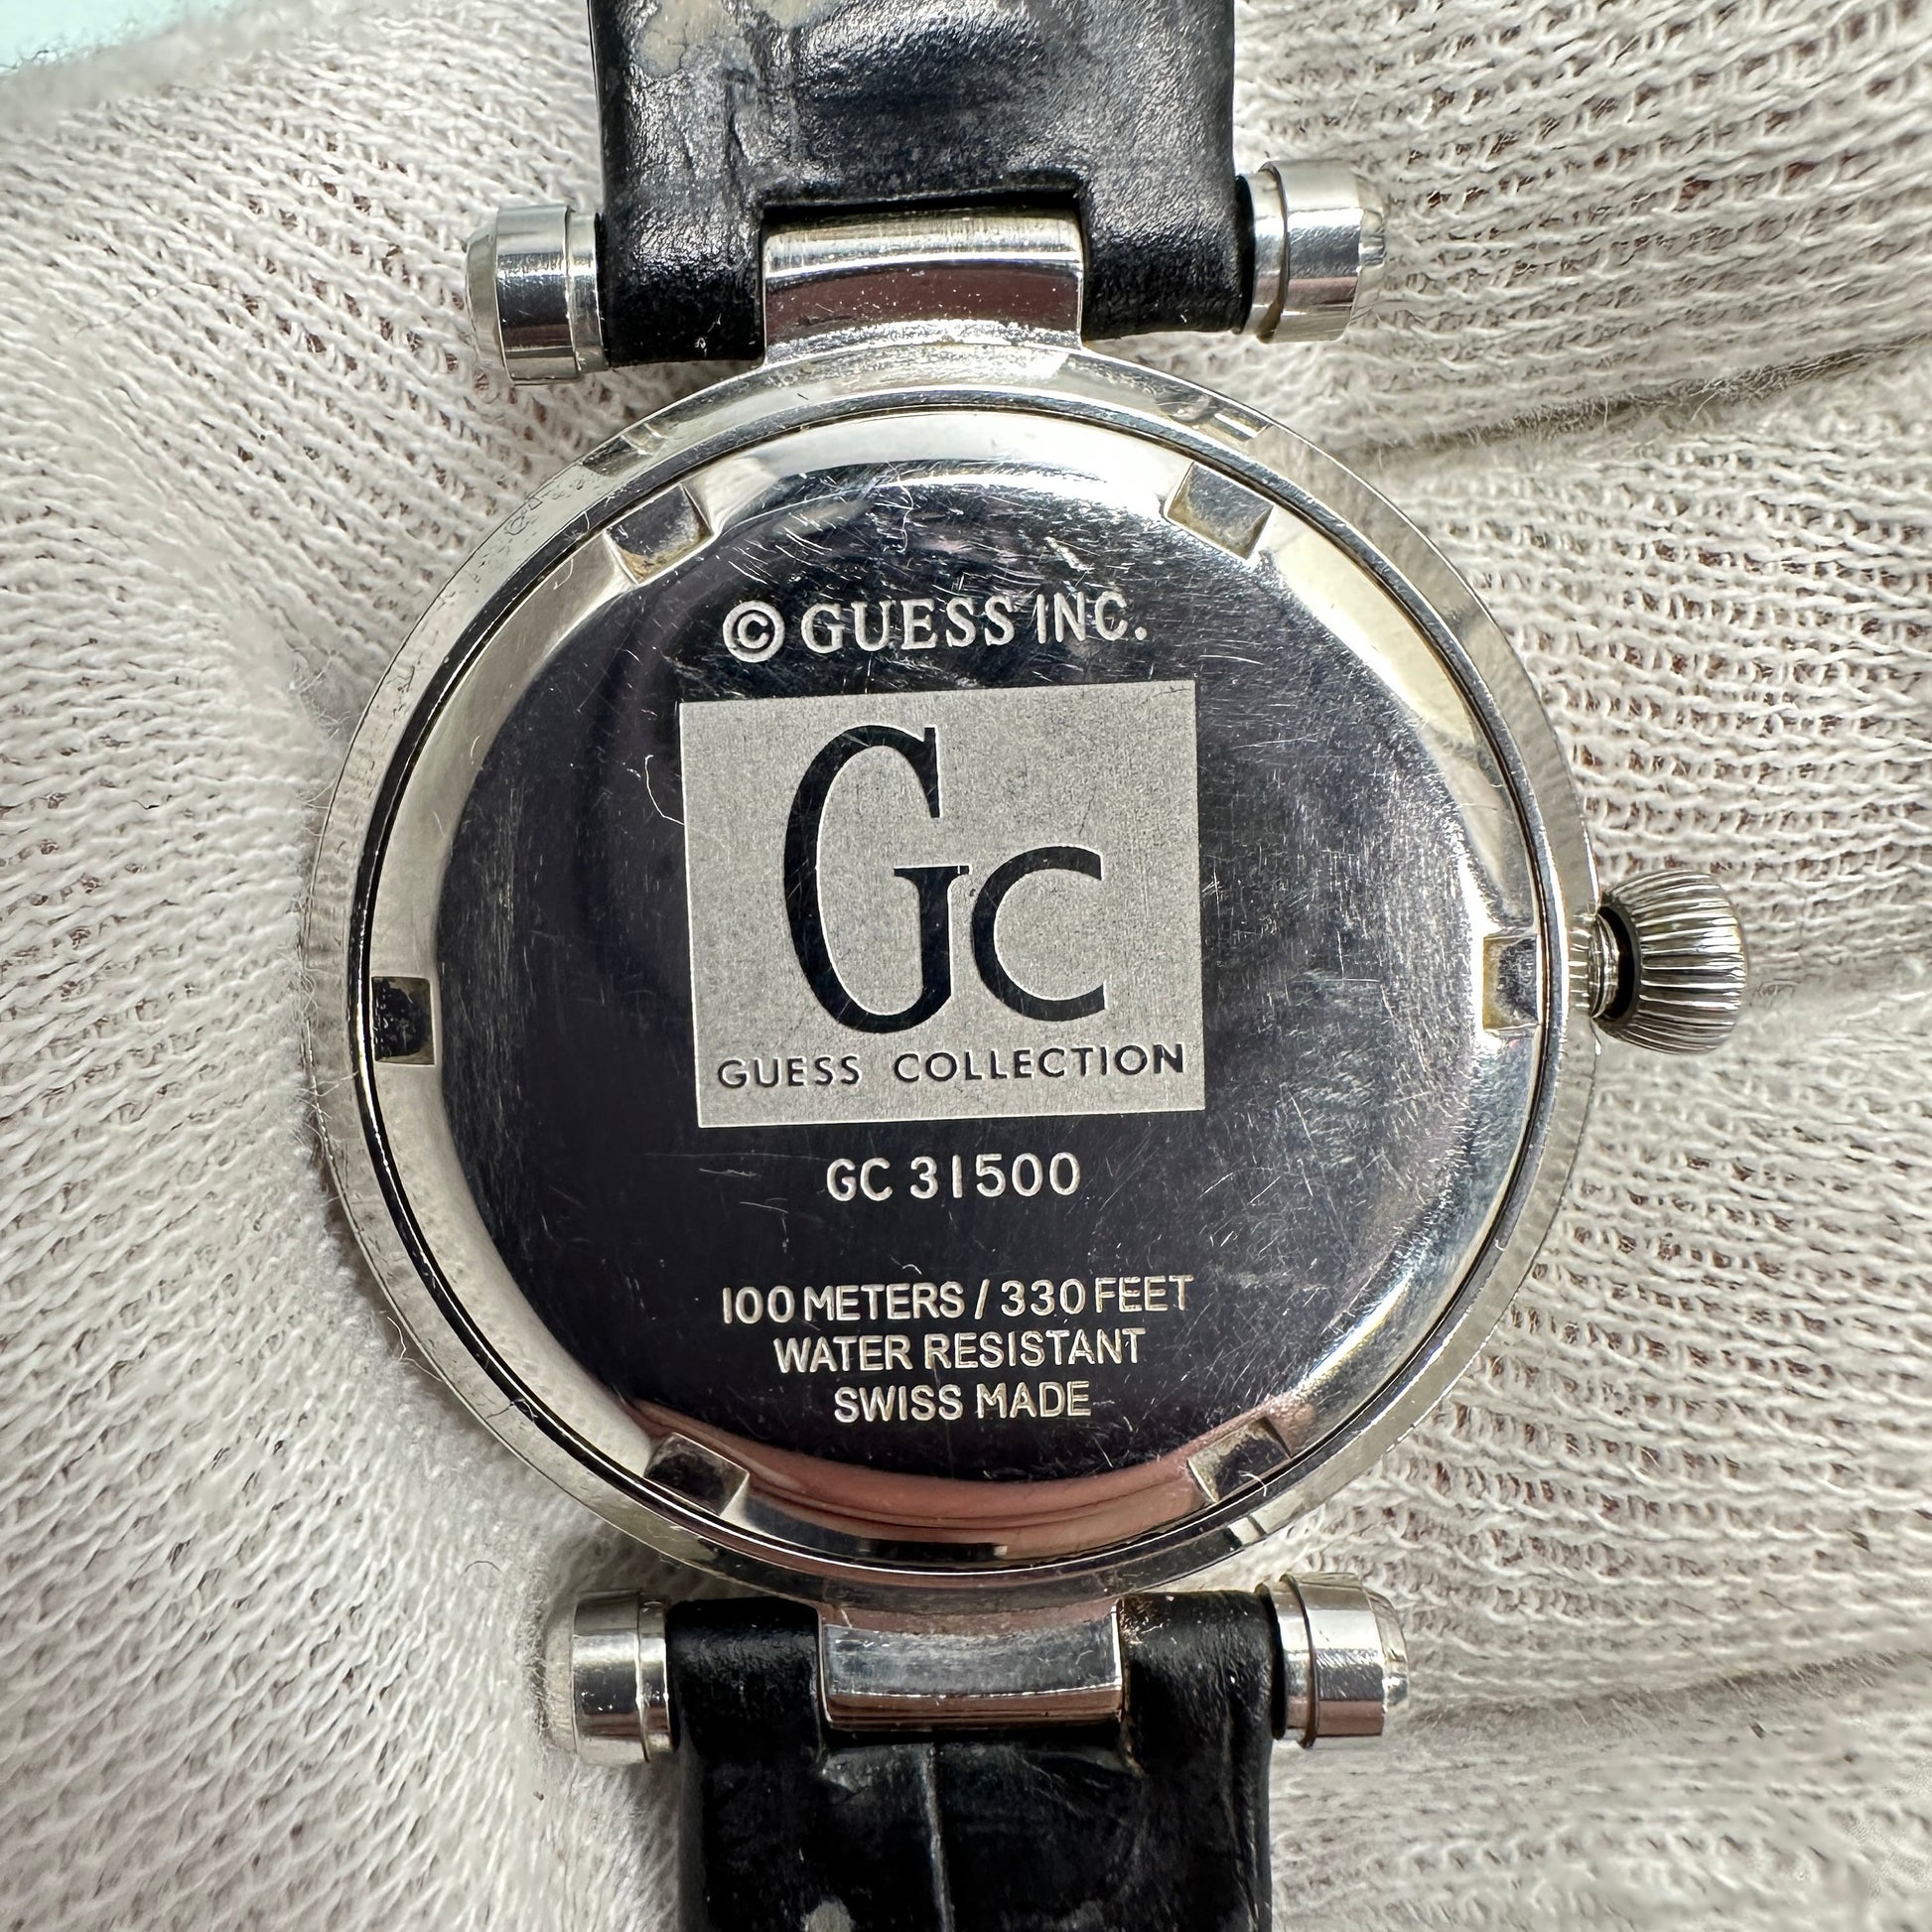 © GUESS INC.
Gc
GUESS COLLECTION
GC 31500
100 METERS / 330 FEET
WATER RESISTANT
SWISS MADE